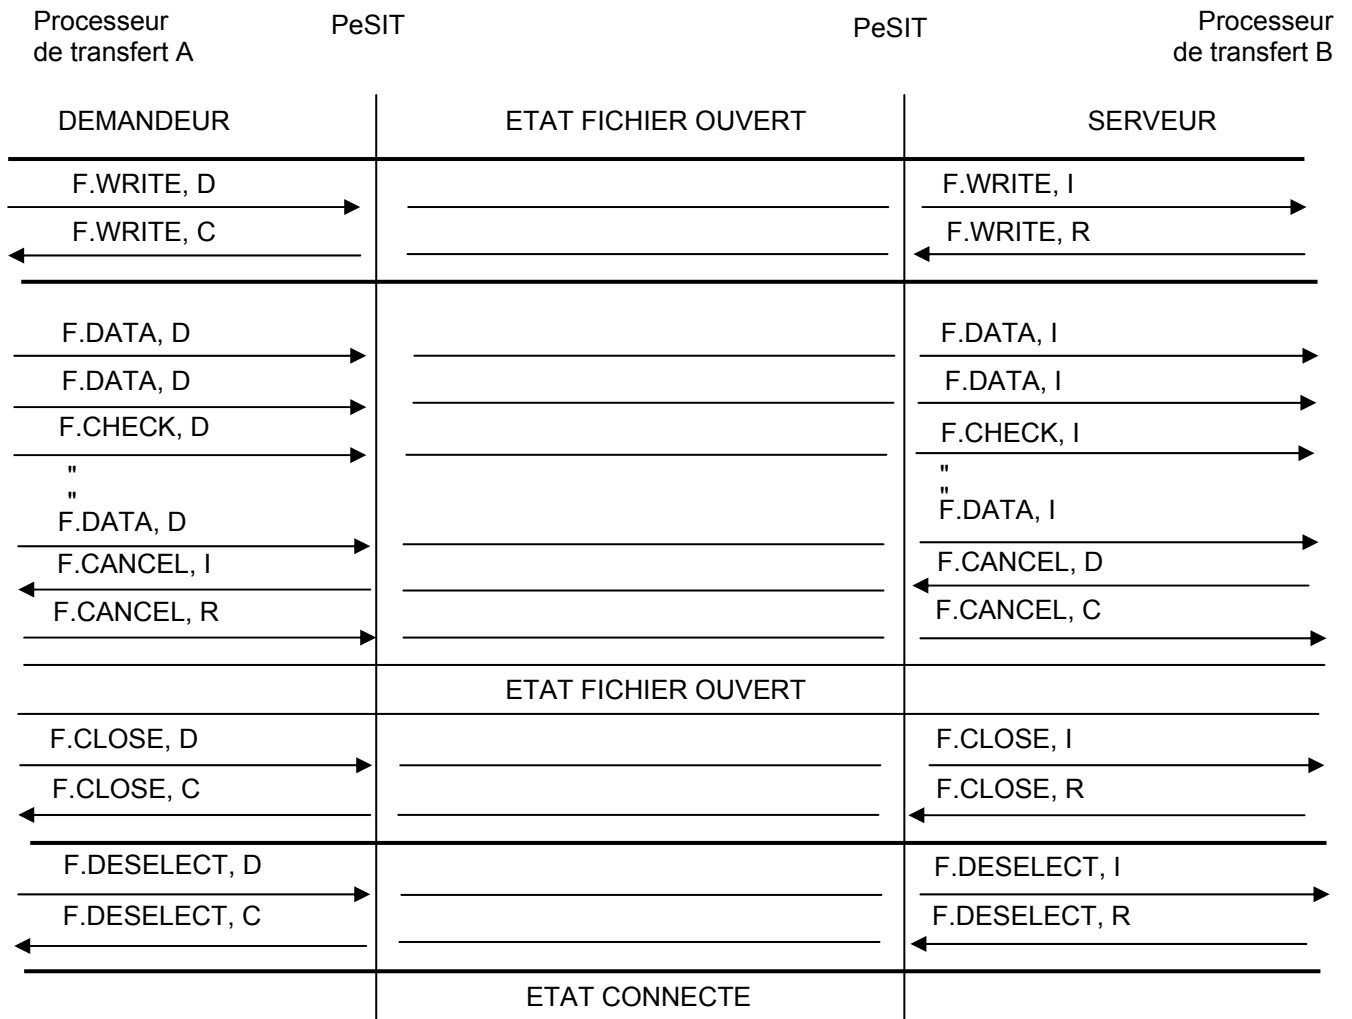 Processeur
de transfert A
PeSIT
PeSIT
Processeur
de transfert B
DEMANDEUR
ETAT FICHIER OUVERT
SERVEUR
F.WRITE, D
F.WRITE, I
F.WRITE, C
F.WRITE, R
F.DATA, D
F.DATA, I
F.DATA, D
F.DATA, I
F.CHECK, D
F.CHECK, I
"
"
"
"
F.DATA, D
F.DATA, I
F.CANCEL, I
F.CANCEL, D
F.CANCEL, R
F.CANCEL, C
ETAT FICHIER OUVERT
F.CLOSE, D
F.CLOSE, I
F.CLOSE, C
F.CLOSE, R
F.DESELECT, D
F.DESELECT, I
F.DESELECT, C
F.DESELECT, R
ETAT CONNECTE